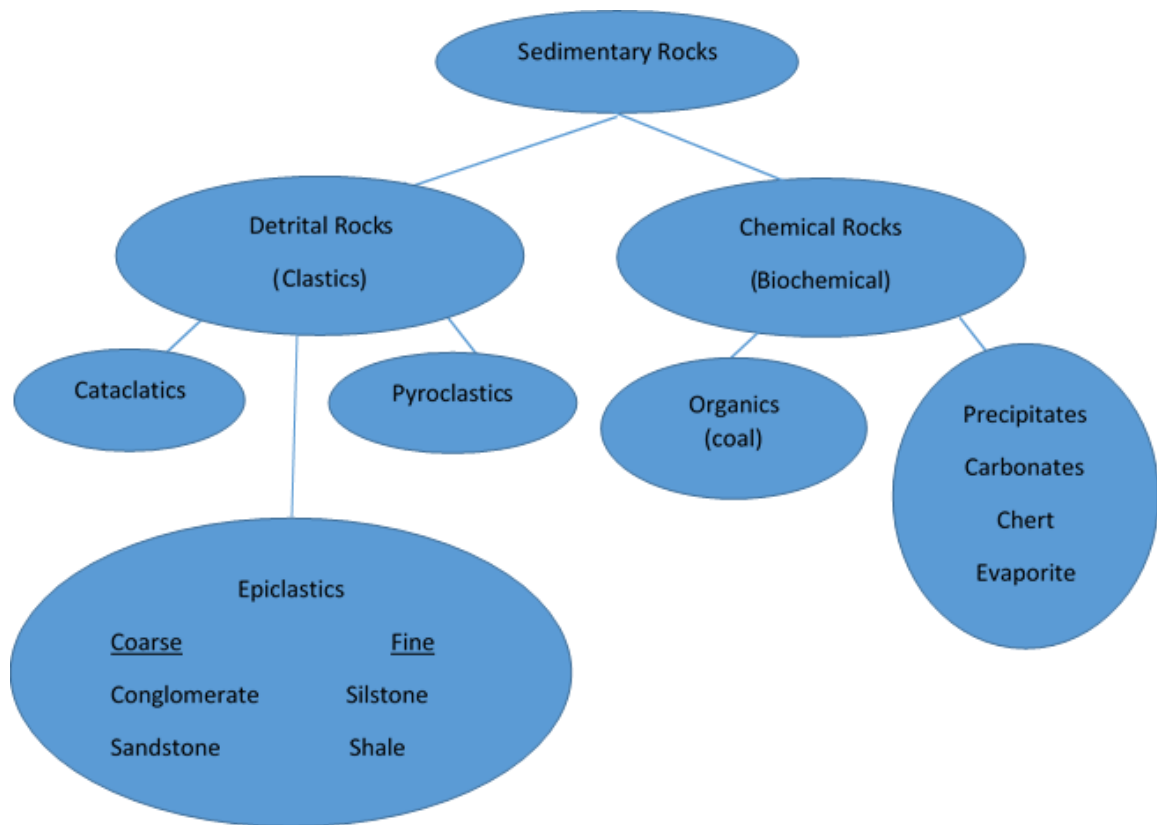 Sedimentary Rocks
Detrital Rocks
(Clastics)
Chemical Rocks
(Biochemical)
Cataclatics
Pyroclastics
Organics
(coal)
Precipitates
Carbonates
Chert
Evaporite
Epiclastics
Coarse Fine
Conglomerate Silstone
Sandstone Shale